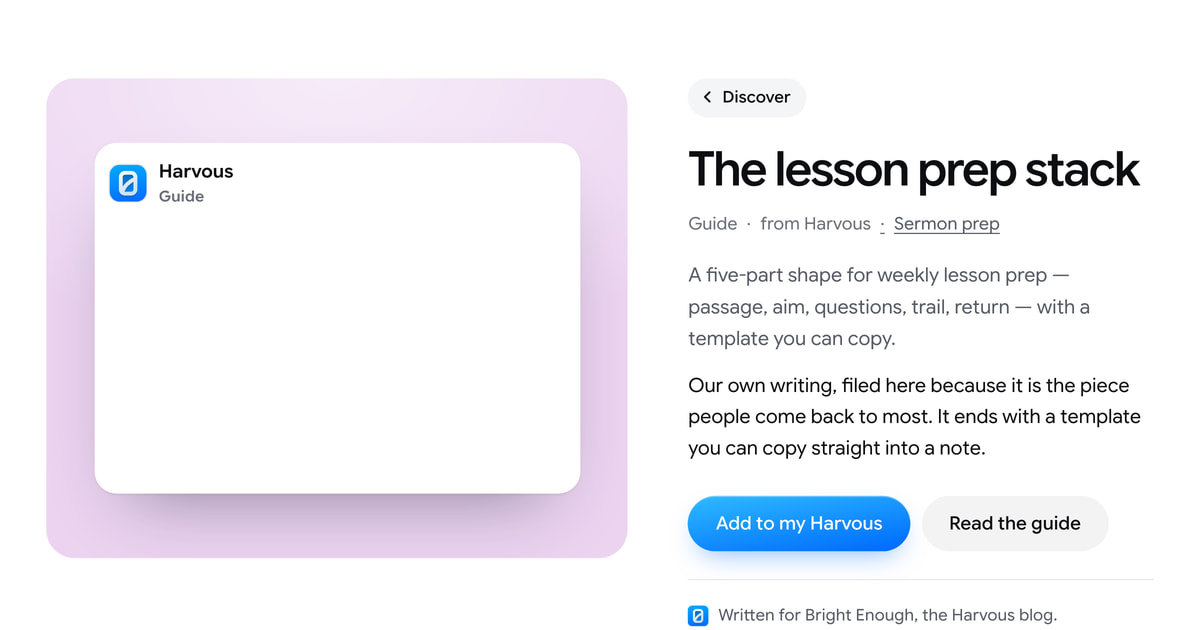 Harvous
Guide
Discover
The lesson prep stack
Guide · from Harvous · Sermon prep
A five-part shape for weekly lesson prep —
passage, aim, questions, trail, return — with a
template you can copy.
Our own writing, filed here because it is the piece
people come back to most. It ends with a template
you can copy straight into a note.
Add to my Harvous
Read the guide
Written for Bright Enough, the Harvous blog.